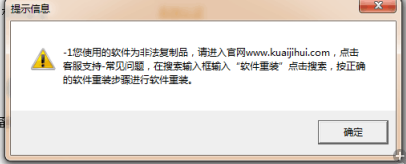 提示信息
-1您使用的软件为非法复制品，请进入官网www.kuaijihui.com，点击
客服支持-常见问题，在搜索输入框输入“软件重装”点击搜索，按正确
的软件重装步骤进行软件重装。
确定